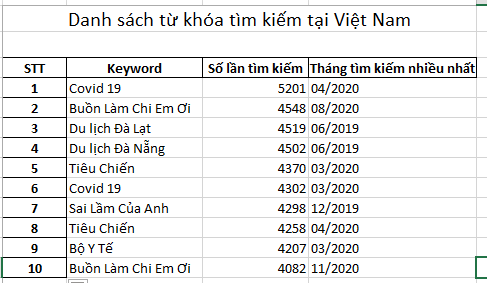 Danh sách từ khóa tìm kiếm tại Việt Nam
STT Keyword Số lần tìm kiếm Tháng tìm kiếm nhiều nhất
1 Covid 19 5201 04/2020
2 Buồn Làm Chi Em Ơi 4548 08/2020
3 Du lịch Đà Lạt 4519 06/2019
4 Du lịch Đà Nẵng 4502 06/2019
5 Tiêu Chiến 4370 03/2020
6 Covid 19 4302 03/2020
7 Sai Lầm Của Anh 4298 12/2019
8 Tiêu Chiến 4258 04/2020
9 Bộ Y Tế 4207 03/2020
10 Buồn Làm Chi Em Ơi 4082 11/2020